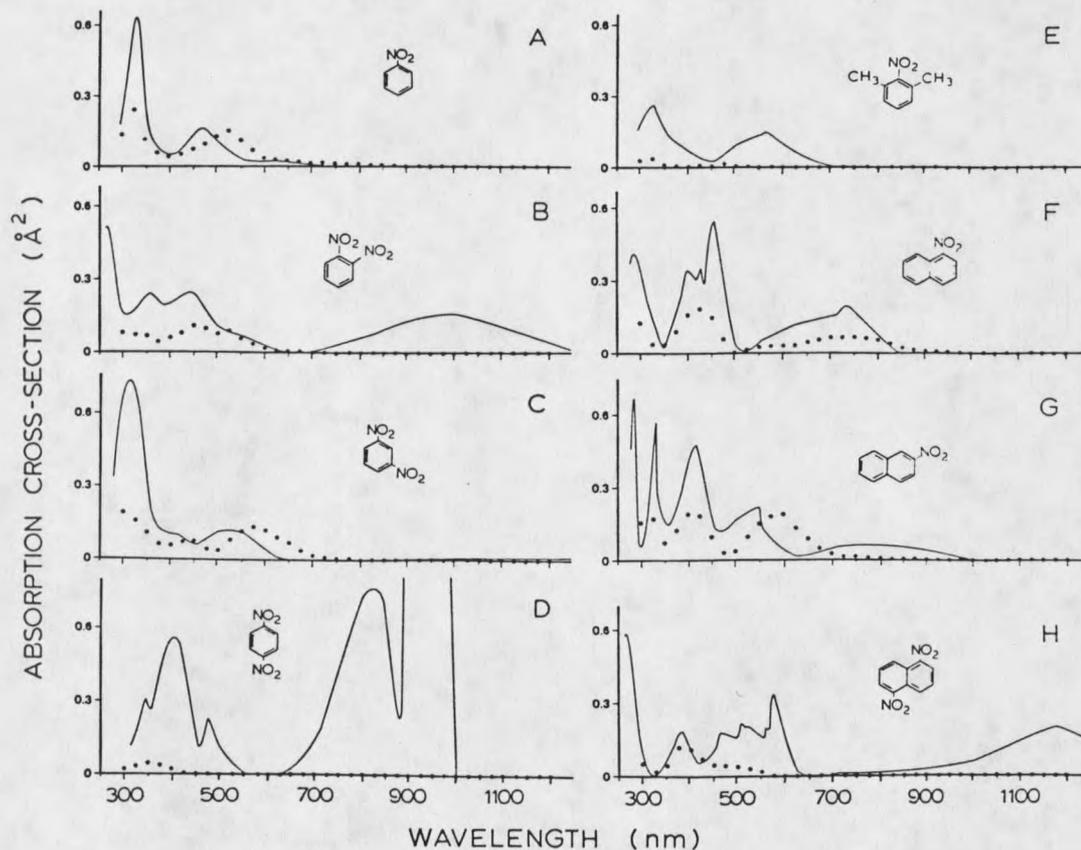 ABSORPTION CROSS-SECTION (Å²)
0.6
0.3
0
A
NO₂
0.6
0.3
0
B
NO₂
NO₂
0.6
0.3
0
C
NO₂
NO₂
0.6
0.3
0
D
NO₂
NO₂
300 500 700 900 1100
0.6
0.3
0
E
NO₂
CH₃ CH₃
0.6
0.3
0
F
NO₂
0.6
0.3
0
G
NO₂
0.6
0.3
0
H
NO₂
NO₂
300 500 700 900 1100
WAVELENGTH (nm)